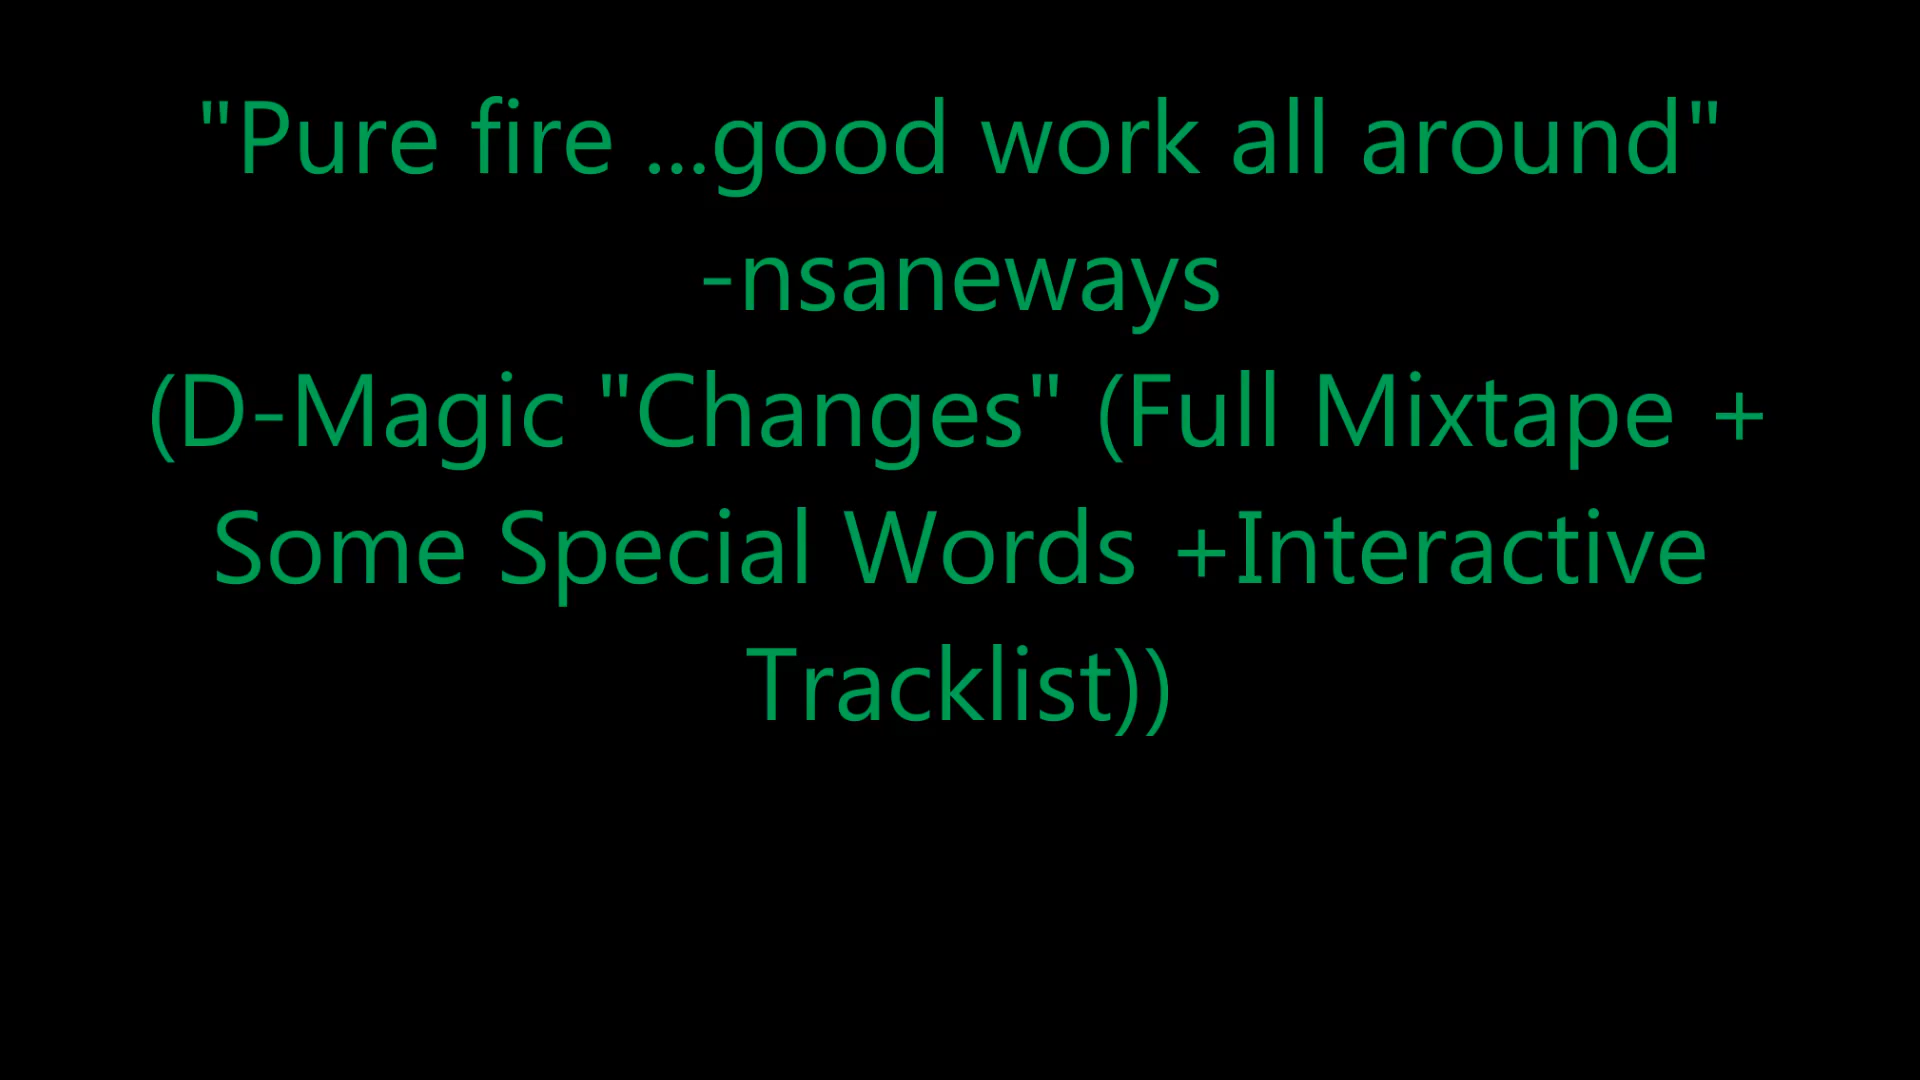 "Pure fire ...good work all around"
-nsaneways
(D-Magic "Changes" (Full Mixtape +
Some Special Words +Interactive
Tracklist))